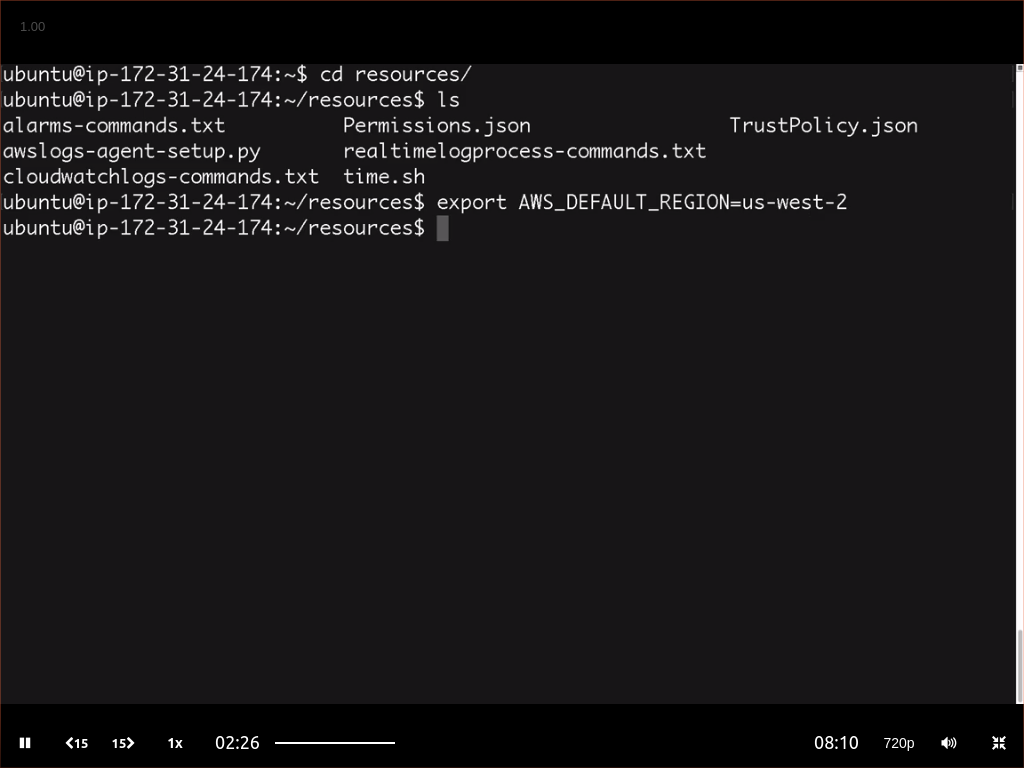 1.00
ubuntu@ip-172-31-24-174:~$ cd resources/
ubuntu@ip-172-31-24-174:~/resources$ ls
alarms-commands.txt Permissions.json TrustPolicy.json
awslogs-agent-setup.py realtimelogprocess-commands.txt
cloudwatchlogs-commands.txt time.sh
ubuntu@ip-172-31-24-174:~/resources$ export AWS_DEFAULT_REGION=us-west-2
ubuntu@ip-172-31-24-174:~/resources$
15 15 1x 02:26 08:10 720p